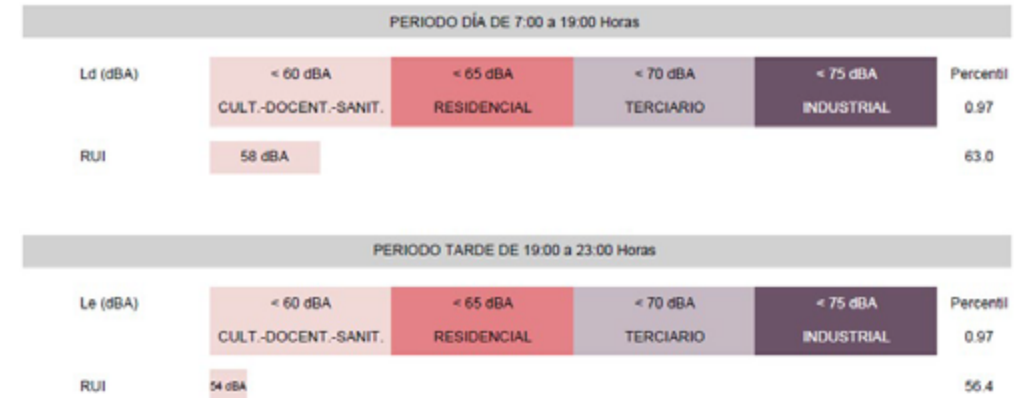 PERIODO DÍA DE 7:00 a 19:00 Horas
Ld (dBA) < 60 dBA < 65 dBA < 70 dBA < 75 dBA Percentil
CULT.-DOCENT.-SANIT. RESIDENCIAL TERCIARIO INDUSTRIAL 0.97
RUI 58 dBA 63.0
PERIODO TARDE DE 19:00 a 23:00 Horas
Le (dBA) < 60 dBA < 65 dBA < 70 dBA < 75 dBA Percentil
CULT.-DOCENT.-SANIT. RESIDENCIAL TERCIARIO INDUSTRIAL 0.97
RUI 54 dBA 56.4